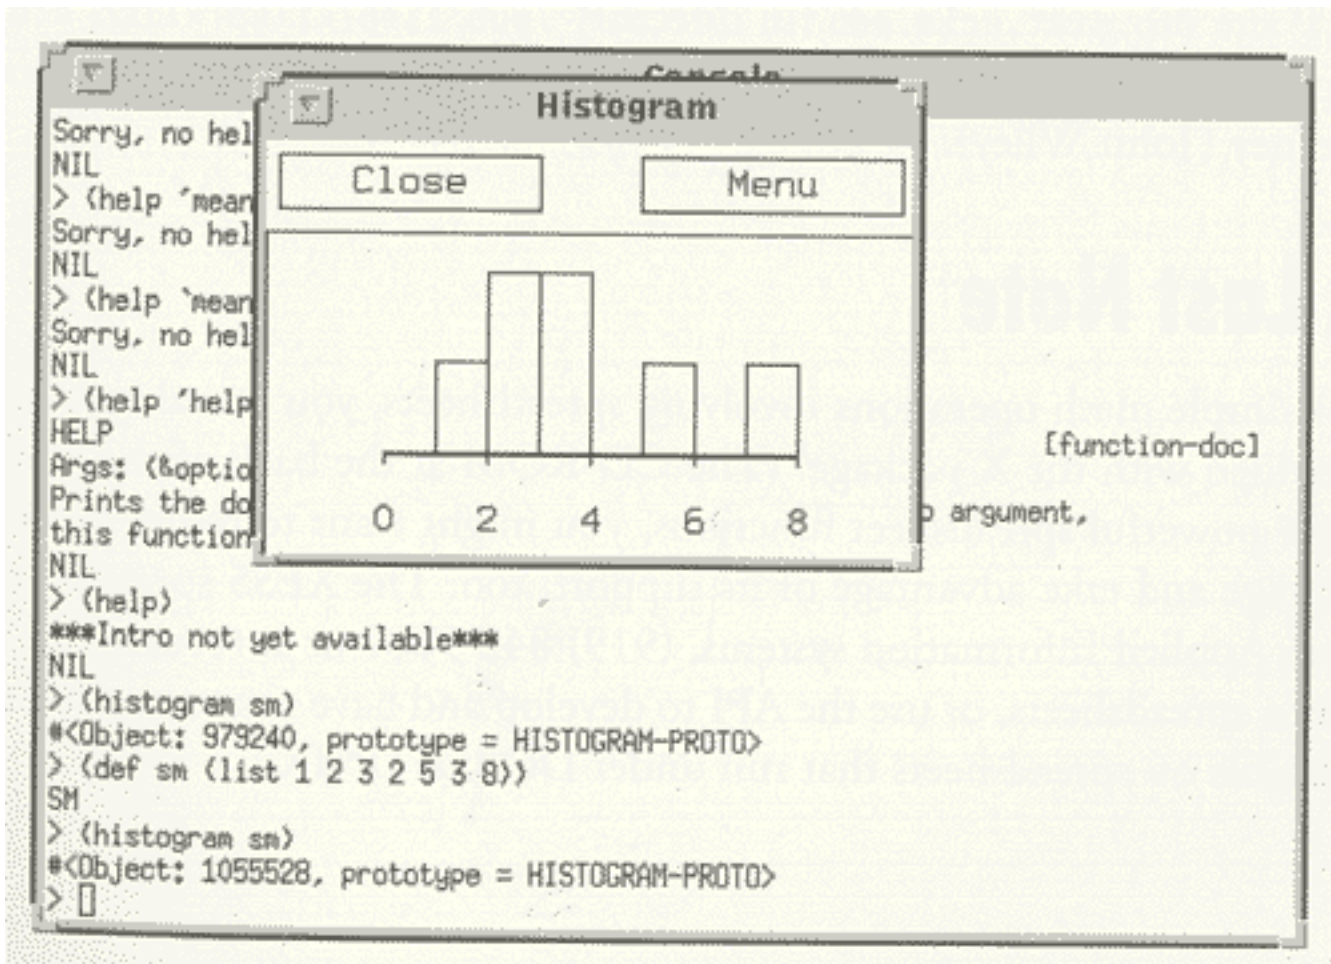 Console
Histogram
Close
Menu
0 2 4 6 8
Sorry, no hel
NIL
> (help 'mean
Sorry, no hel
NIL
> (help `mean
Sorry, no hel
NIL
> (help 'help
HELP [function-doc]
Args: (&optio
Prints the do argument,
this function
NIL
> (help)
***Intro not yet available***
NIL
> (histogram sm)
#<Object: 979240, prototype = HISTOGRAM-PROTO>
> (def sm (list 1 2 3 2 5 3 8))
SM
> (histogram sm)
#<Object: 1055528, prototype = HISTOGRAM-PROTO>
>